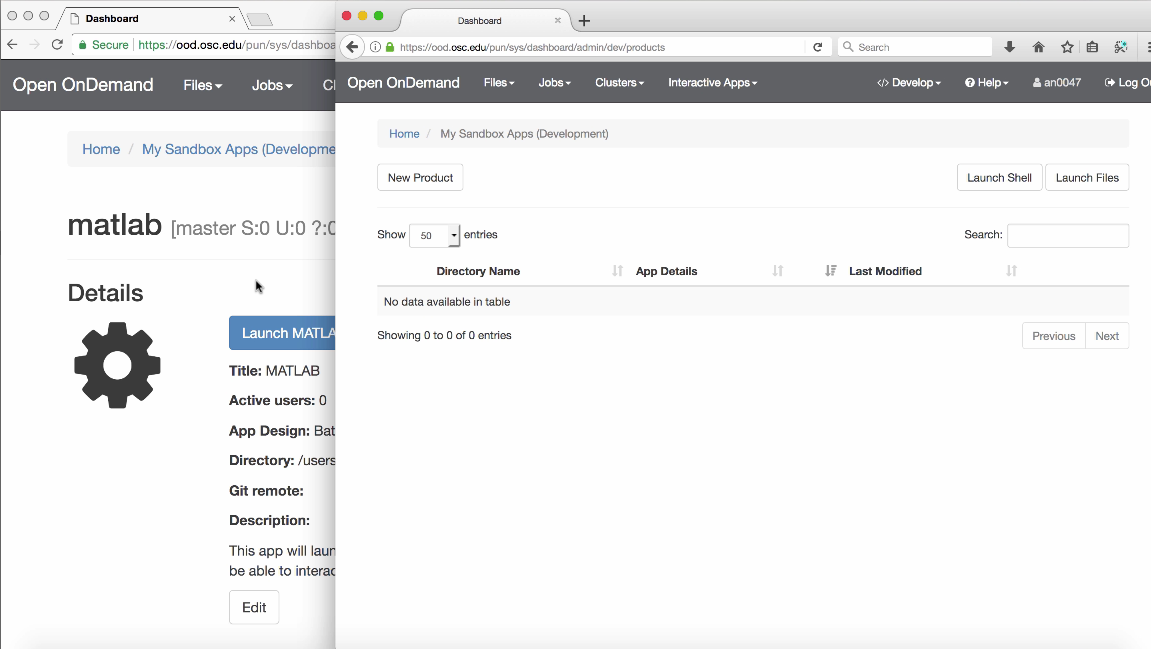 Dashboard
Secure https://ood.osc.edu/pun/sys/dashboa
Open OnDemand Files Jobs Cl
Home / My Sandbox Apps (Developme
matlab [master S:0 U:0 ?:0
Details
Launch MATLA
Title: MATLAB
Active users: 0
App Design: Bat
Directory: /users
Git remote:
Description:
This app will laun
be able to interac
Edit
Dashboard
https://ood.osc.edu/pun/sys/dashboard/admin/dev/products
Search
Open OnDemand Files Jobs Clusters Interactive Apps </> Develop Help an0047 Log Ou
Home / My Sandbox Apps (Development)
New Product Launch Shell Launch Files
Show 50 entries Search:
Directory Name App Details Last Modified
No data available in table
Showing 0 to 0 of 0 entries Previous Next